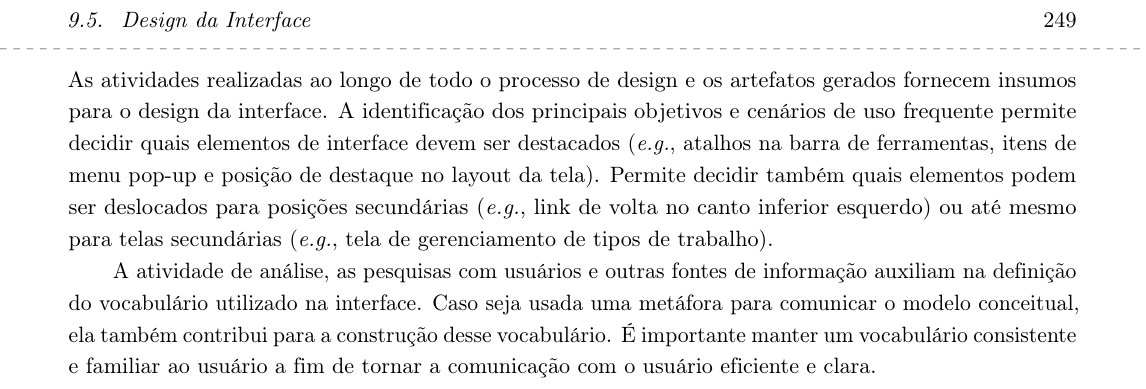 9.5. Design da Interface 249
As atividades realizadas ao longo de todo o processo de design e os artefatos gerados fornecem insumos
para o design da interface. A identificação dos principais objetivos e cenários de uso frequente permite
decidir quais elementos de interface devem ser destacados (e.g., atalhos na barra de ferramentas, itens de
menu pop-up e posição de destaque no layout da tela). Permite decidir também quais elementos podem
ser deslocados para posições secundárias (e.g., link de volta no canto inferior esquerdo) ou até mesmo
para telas secundárias (e.g., tela de gerenciamento de tipos de trabalho).
A atividade de análise, as pesquisas com usuários e outras fontes de informação auxiliam na definição
do vocabulário utilizado na interface. Caso seja usada uma metáfora para comunicar o modelo conceitual,
ela também contribui para a construção desse vocabulário. É importante manter um vocabulário consistente
e familiar ao usuário a fim de tornar a comunicação com o usuário eficiente e clara.